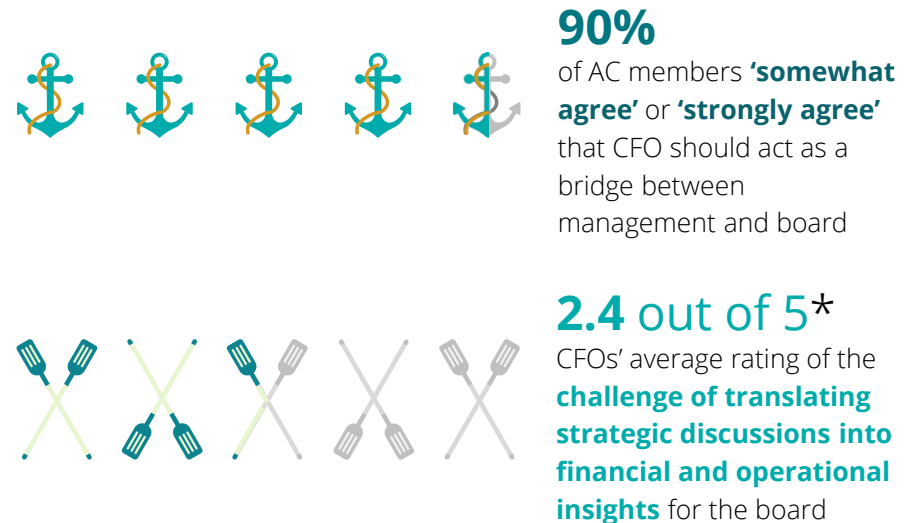 90%
of AC members ‘somewhat
agree’ or ‘strongly agree’
that CFO should act as a
bridge between
management and board
2.4 out of 5*
CFOs’ average rating of the
challenge of translating
strategic discussions into
financial and operational
insights for the board